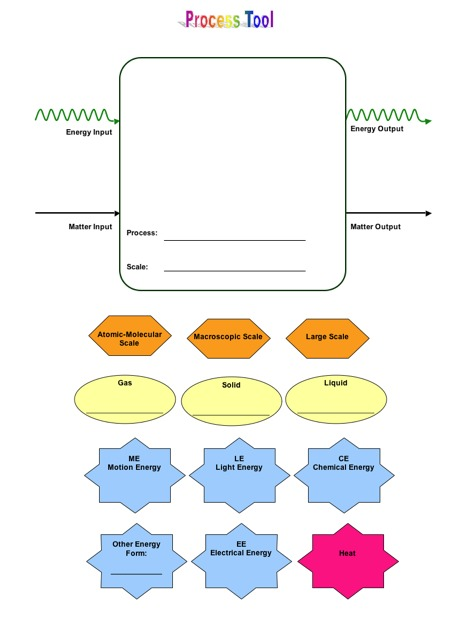 Process Tool
Energy Input
Energy Output
Matter Input
Matter Output
Process:
Scale:
Atomic-Molecular
Scale
Macroscopic Scale
Large Scale
Gas
Solid
Liquid
ME
Motion Energy
LE
Light Energy
CE
Chemical Energy
Other Energy
Form:
EE
Electrical Energy
Heat